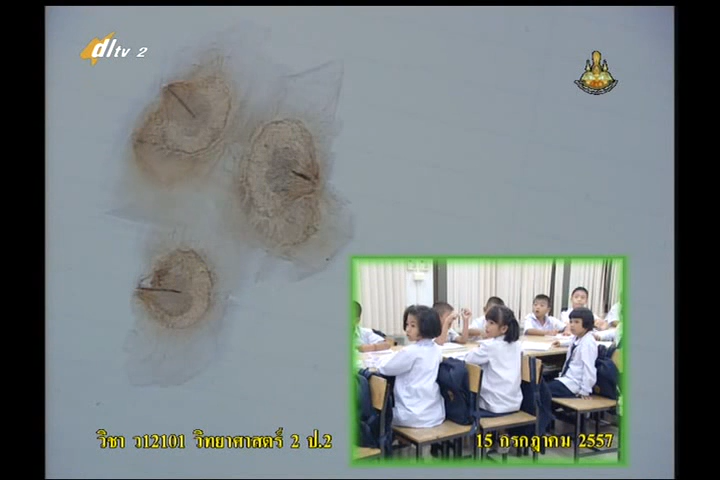 dltv 2
วิชา ว12101 วิทยาศาสตร์ 2 ป.2
15 กรกฎาคม 2557